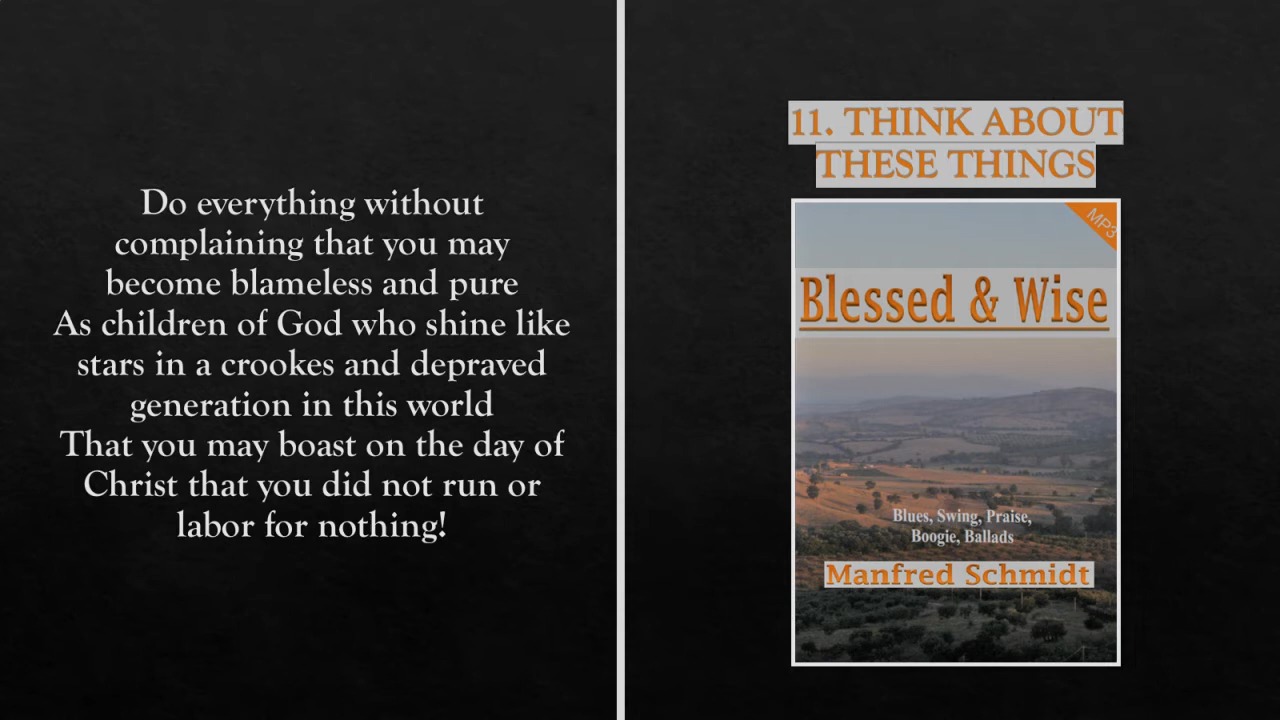 Do everything without
complaining that you may
become blameless and pure
As children of God who shine like
stars in a crookes and depraved
generation in this world
That you may boast on the day of
Christ that you did not run or
labor for nothing!
11. THINK ABOUT
THESE THINGS
MP3
Blessed & Wise
Blues, Swing, Praise,
Boogie, Ballads
Manfred Schmidt